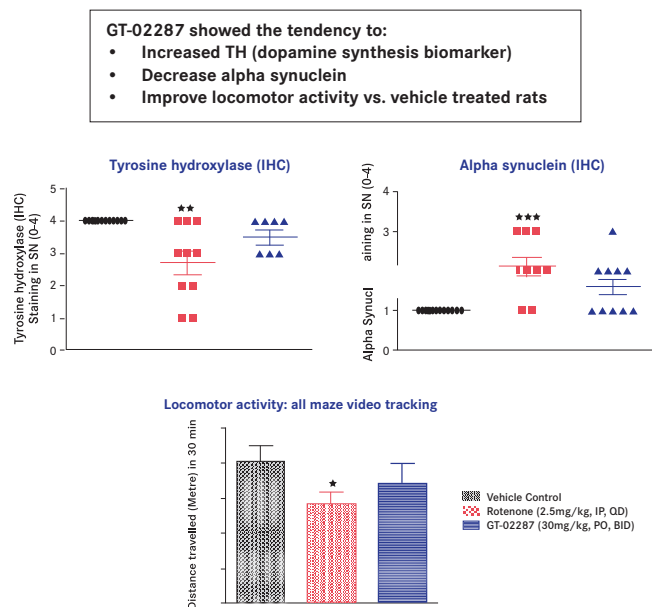 GT-02287 showed the tendency to:
• Increased TH (dopamine synthesis biomarker)
• Decrease alpha synuclein
• Improve locomotor activity vs. vehicle treated rats
Tyrosine hydroxylase (IHC)
Tyrosine hydroxylase (IHC)
Staining in SN (0-4)
5
4
3
2
1
0
★★
Alpha synuclein (IHC)
Alpha Synucl
aining in SN (0-4)
4
3
1
0
★★★
Locomotor activity: all maze video tracking
Distance travelled (Metre) in 30 min
★
Vehicle Control
Rotenone (2.5mg/kg, IP, QD)
GT-02287 (30mg/kg, PO, BID)